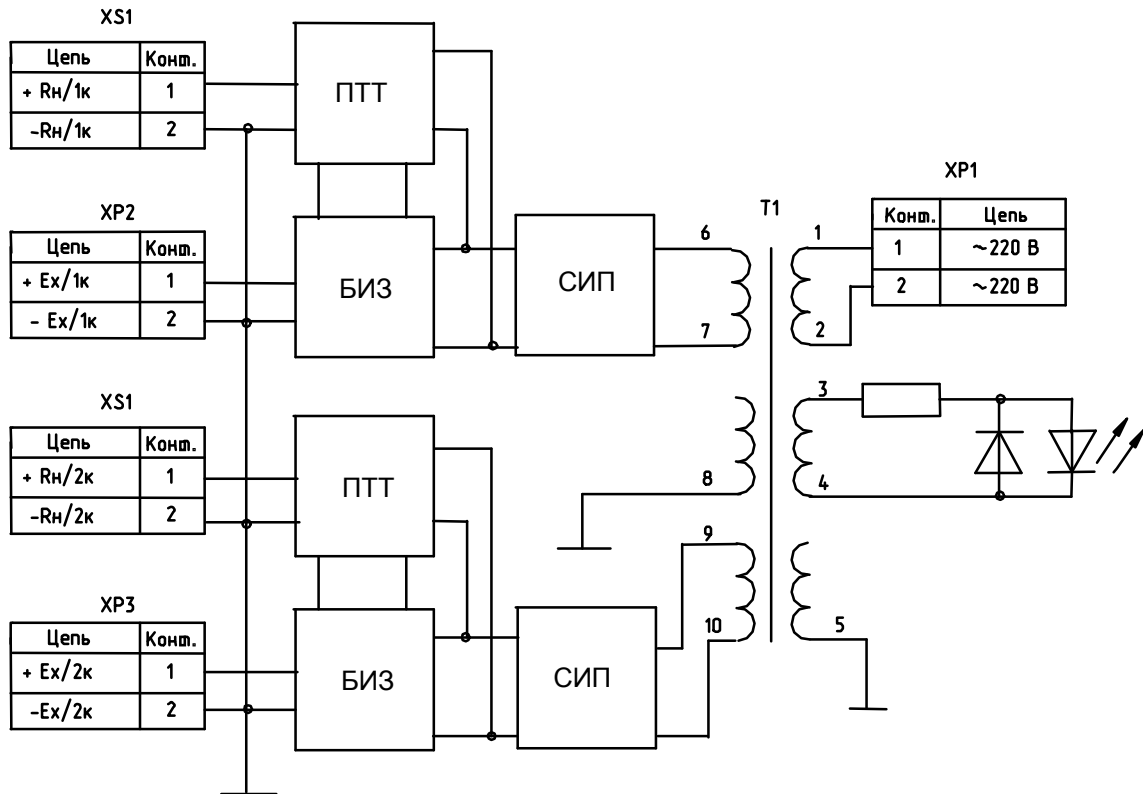 XS1
Цепь Конт.
+ Rн/1к 1
-Rн/1к 2
ПТТ
XP2
Цепь Конт.
+ Ex/1к 1
- Ex/1к 2
БИЗ
СИП
6
7
T1
1
2
XP1
Конт. Цепь
1 ~220 В
2 ~220 В
XS1
Цепь Конт.
+ Rн/2к 1
-Rн/2к 2
ПТТ
8
3
4
XP3
Цепь Конт.
+ Ex/2к 1
-Ex/2к 2
БИЗ
СИП
9
10
5